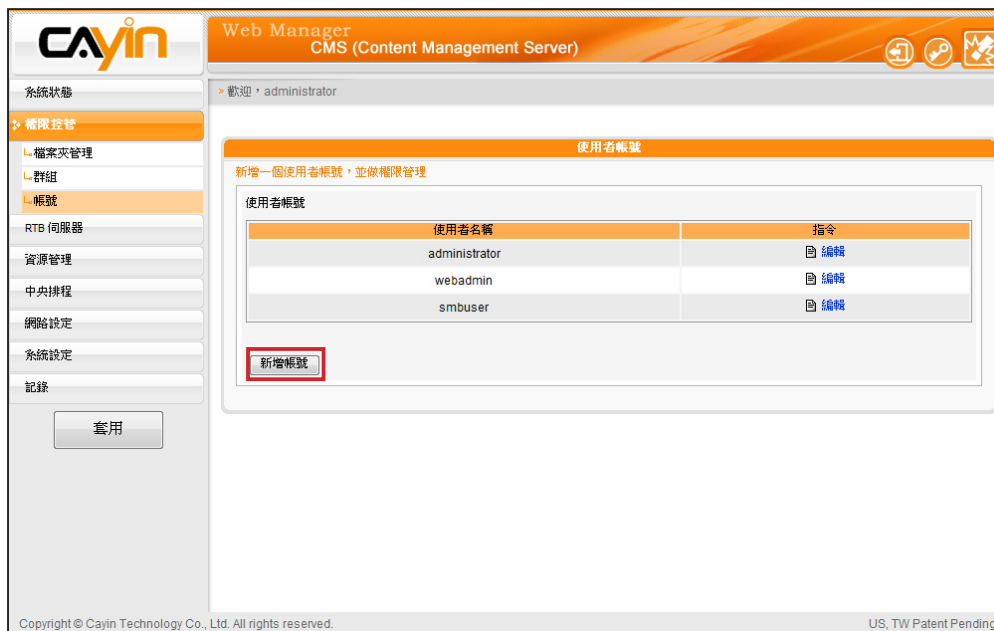 CAYIN
Web Manager
CMS (Content Management Server)
系統狀態
權限控管
檔案夾管理
群組
帳號
RTB 伺服器
資源管理
中央排程
網路設定
系統設定
記錄
套用
歡迎，administrator
使用者帳號
新增一個使用者帳號，並做權限管理
使用者帳號
使用者名稱 指令
administrator 編輯
webadmin 編輯
smbuser 編輯
新增帳號
Copyright © Cayin Technology Co., Ltd. All rights reserved. US, TW Patent Pending